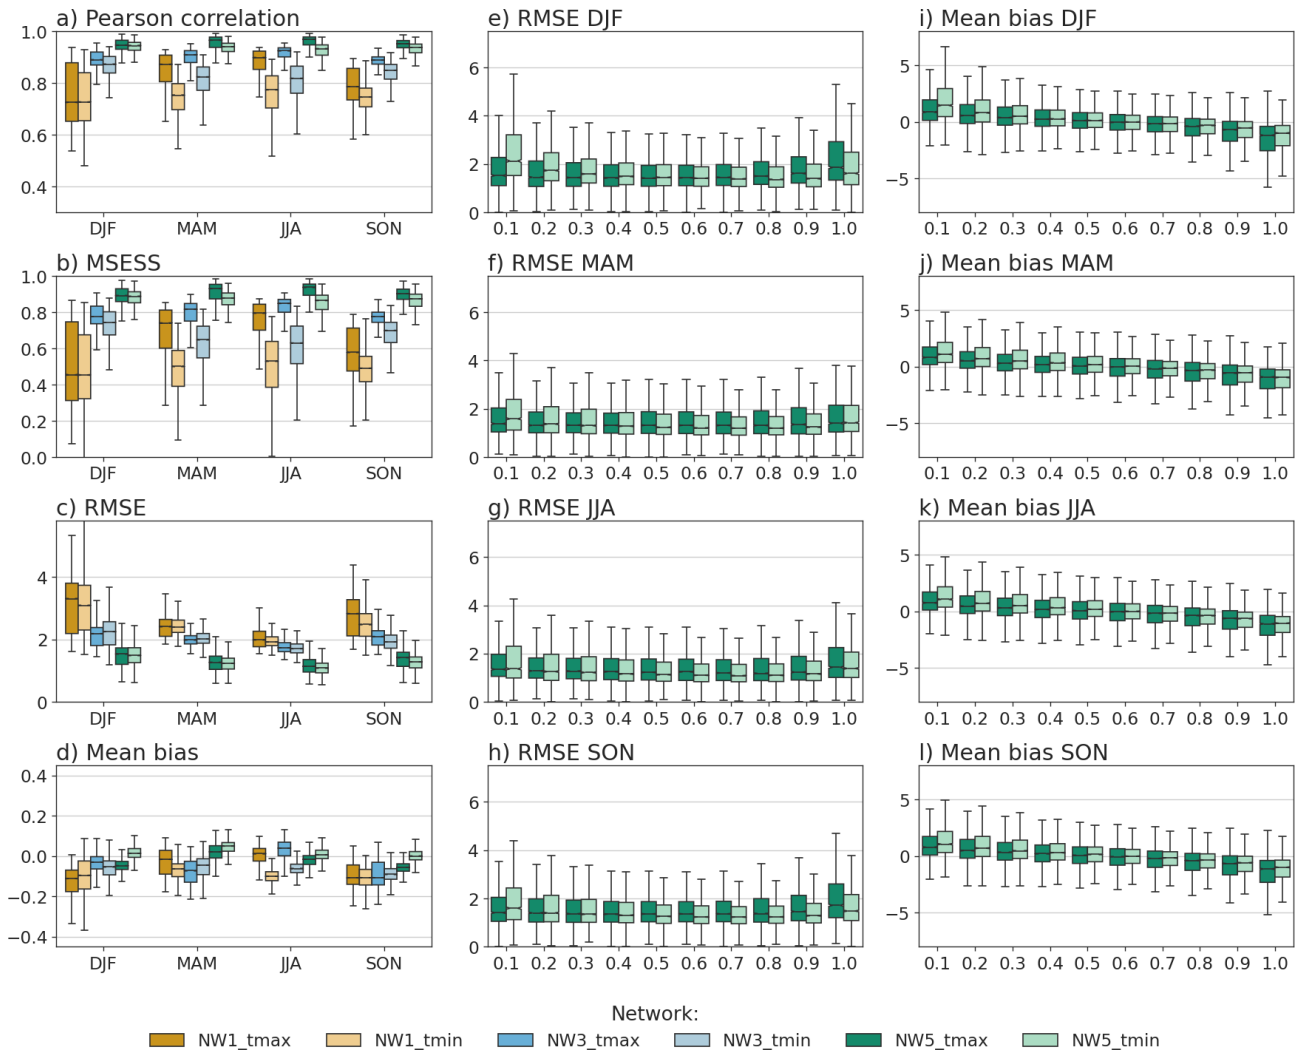 a) Pearson correlation
1.0
0.8
0.6
0.4
DJF MAM JJA SON
e) RMSE DJF
6
4
2
0
0.1 0.2 0.3 0.4 0.5 0.6 0.7 0.8 0.9 1.0
i) Mean bias DJF
5
0
−5
0.1 0.2 0.3 0.4 0.5 0.6 0.7 0.8 0.9 1.0
b) MSESS
1.0
0.8
0.6
0.4
0.2
0.0
DJF MAM JJA SON
f) RMSE MAM
6
4
2
0
0.1 0.2 0.3 0.4 0.5 0.6 0.7 0.8 0.9 1.0
j) Mean bias MAM
5
0
−5
0.1 0.2 0.3 0.4 0.5 0.6 0.7 0.8 0.9 1.0
c) RMSE
4
2
0
DJF MAM JJA SON
g) RMSE JJA
6
4
2
0
0.1 0.2 0.3 0.4 0.5 0.6 0.7 0.8 0.9 1.0
k) Mean bias JJA
5
0
−5
0.1 0.2 0.3 0.4 0.5 0.6 0.7 0.8 0.9 1.0
d) Mean bias
0.4
0.2
0.0
−0.2
−0.4
DJF MAM JJA SON
h) RMSE SON
6
4
2
0
0.1 0.2 0.3 0.4 0.5 0.6 0.7 0.8 0.9 1.0
l) Mean bias SON
5
0
−5
0.1 0.2 0.3 0.4 0.5 0.6 0.7 0.8 0.9 1.0
Network:
NW1_tmax NW1_tmin NW3_tmax NW3_tmin NW5_tmax NW5_tmin